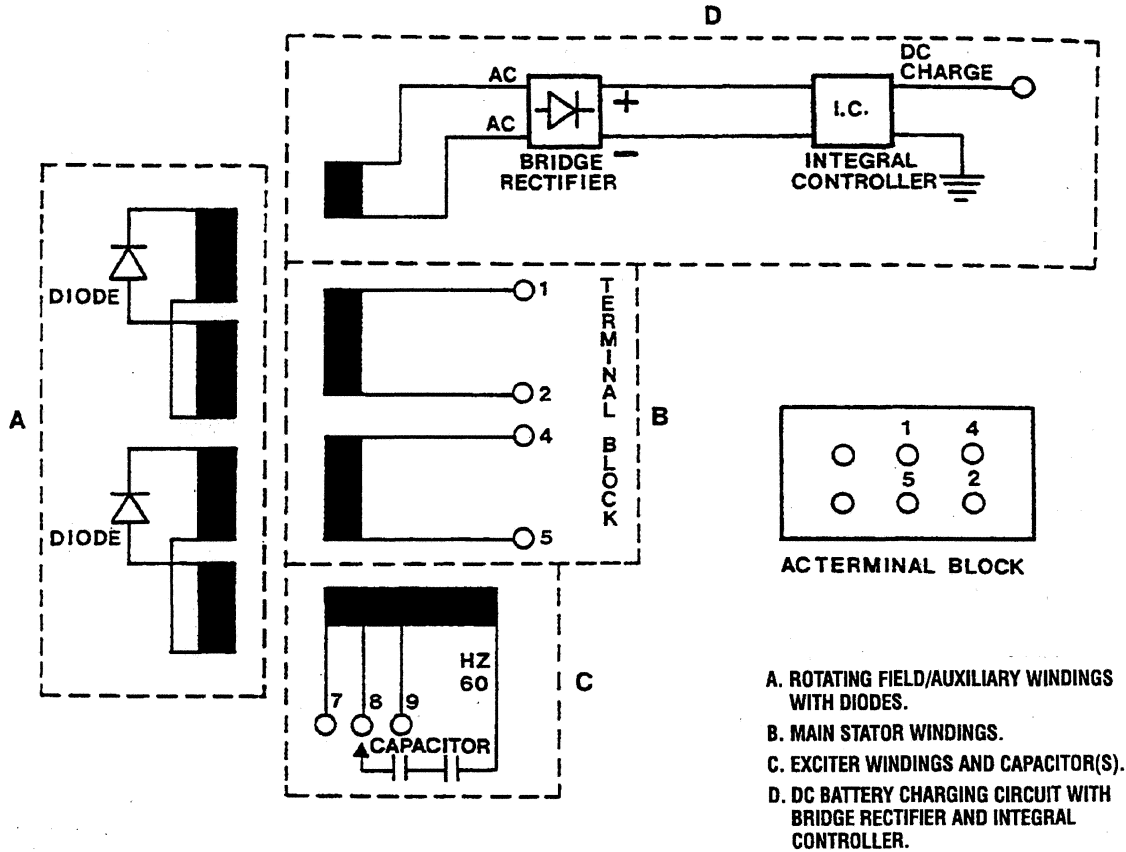 D
DC
CHARGE
AC
AC
+
−
I.C.
BRIDGE
RECTIFIER
INTEGRAL
CONTROLLER
DIODE
DIODE
A
1
2
4
5
TERMINAL BLOCK
B
1 4
5 2
AC TERMINAL BLOCK
HZ
60
7 8 9
CAPACITOR
C
A. ROTATING FIELD/AUXILIARY WINDINGS
WITH DIODES.
B. MAIN STATOR WINDINGS.
C. EXCITER WINDINGS AND CAPACITOR(S).
D. DC BATTERY CHARGING CIRCUIT WITH
BRIDGE RECTIFIER AND INTEGRAL
CONTROLLER.